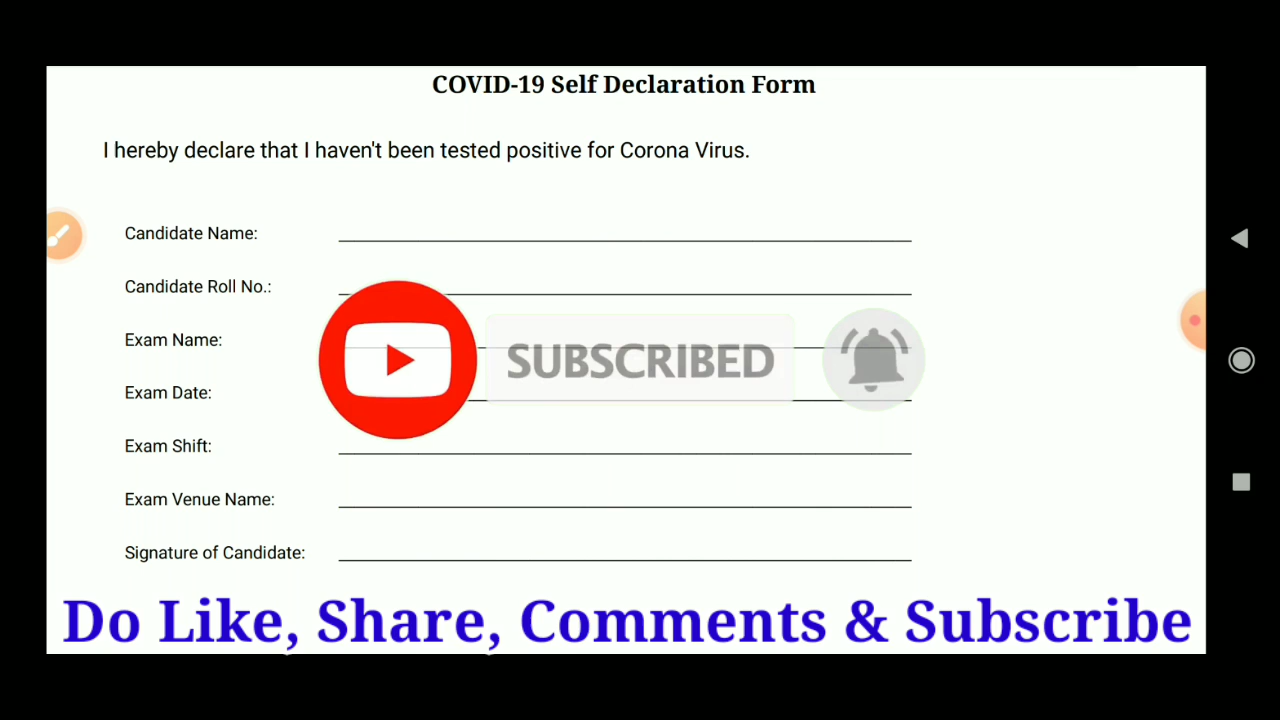 COVID-19 Self Declaration Form
I hereby declare that I haven't been tested positive for Corona Virus.
Candidate Name:
Candidate Roll No.:
Exam Name:
SUBSCRIBED
Exam Date:
Exam Shift:
Exam Venue Name:
Signature of Candidate:
Do Like, Share, Comments & Subscribe